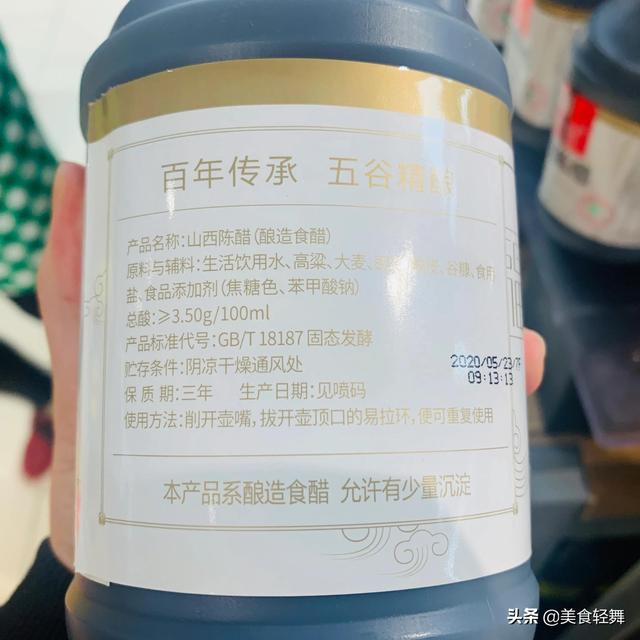 百年传承 五谷精
产品名称:山西陈醋(酿造食醋)
原料与辅料:生活饮用水、高粱、大麦、谷糠、食用
盐、食品添加剂(焦糖色、苯甲酸钠)
总酸:≥3.50g/100ml
产品标准代号:GB/T 18187 固态发酵
贮存条件:阴凉干燥通风处
2020/05/23/
09:13:13
保 质 期:三年 生产日期:见喷码
使用方法:削开壶嘴,拔开壶顶口的易拉环,便可重复使用
本产品系酿造食醋 允许有少量沉淀
头条 @美食轻舞